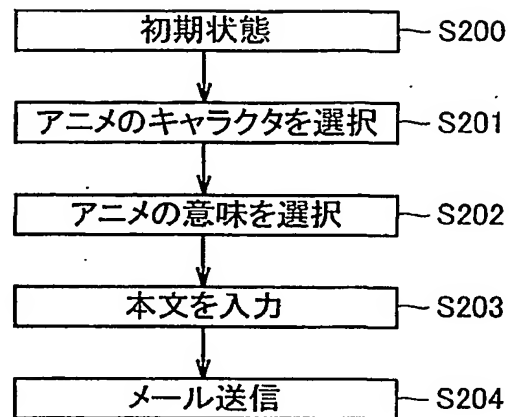 初期状態 S200
アニメのキャラクタを選択 S201
アニメの意味を選択 S202
本文を入力 S203
メール送信 S204